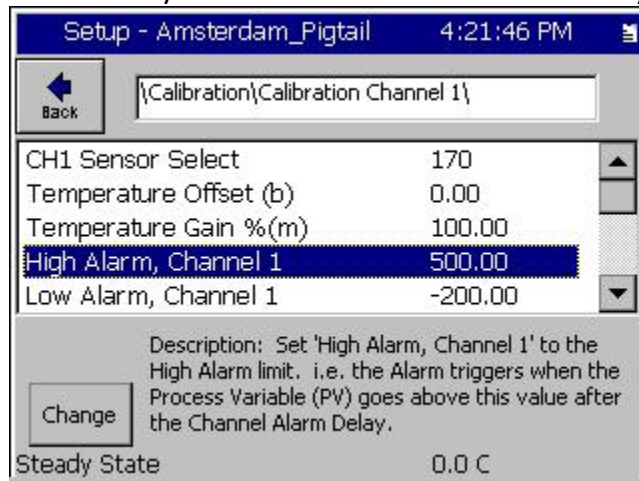 Setup - Amsterdam_Pigtail 4:21:46 PM
Back
\Calibration\Calibration Channel 1\
CH1 Sensor Select 170
Temperature Offset (b) 0.00
Temperature Gain %(m) 100.00
High Alarm, Channel 1 500.00
Low Alarm, Channel 1 -200.00
Description: Set 'High Alarm, Channel 1' to the
High Alarm limit. i.e. the Alarm triggers when the
Process Variable (PV) goes above this value after
the Channel Alarm Delay.
Change
Steady State 0.0 C